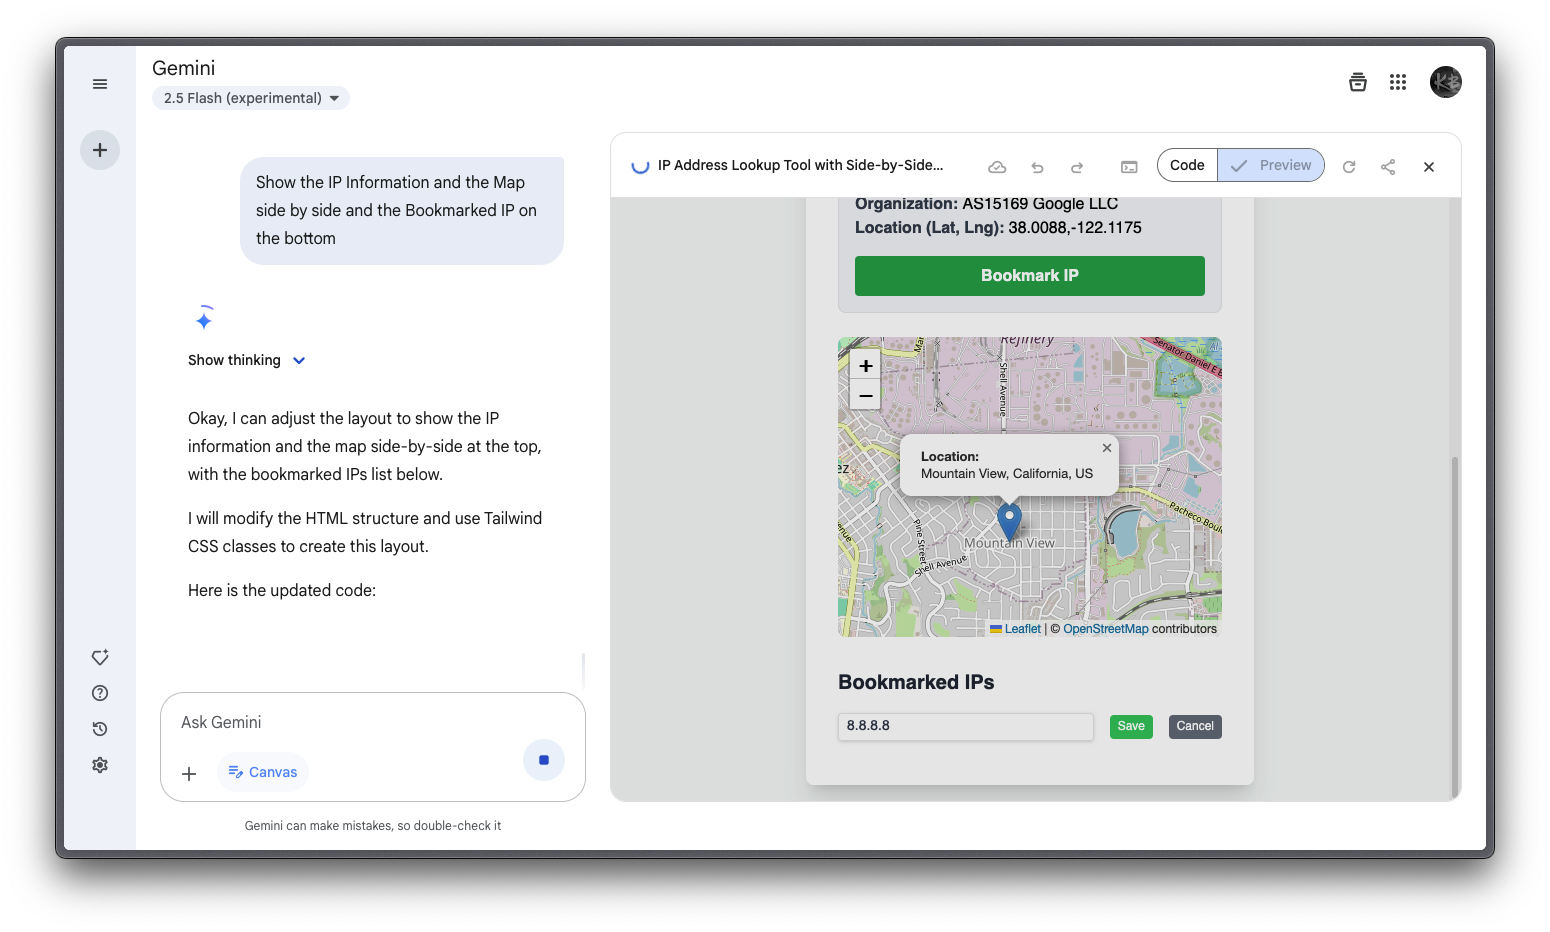 Gemini
2.5 Flash (experimental)
Show the IP Information and the Map
side by side and the Bookmarked IP on
the bottom
Show thinking
Okay, I can adjust the layout to show the IP
information and the map side-by-side at the top,
with the bookmarked IPs list below.
I will modify the HTML structure and use Tailwind
CSS classes to create this layout.
Here is the updated code:
Ask Gemini
Canvas
Gemini can make mistakes, so double-check it
IP Address Lookup Tool with Side-by-Side...
Code
Preview
Organization: AS15169 Google LLC
Location (Lat, Lng): 38.0088,-122.1175
Bookmark IP
Refinery
Senator Daniel E B
Mar
+
−
Shell Avenue
Location:
Mountain View, California, US
×
ez
Pacheco Boule
Pine Street
Mountain View
Shell Avenue
Leaflet | © OpenStreetMap contributors
Bookmarked IPs
8.8.8.8
Save
Cancel